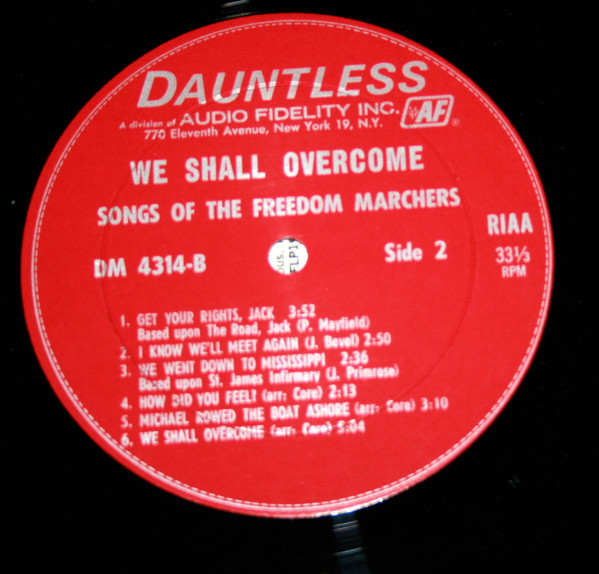 DAUNTLESS
A division of AUDIO FIDELITY INC. AF ®
770 Eleventh Avenue, New York 19, N.Y.
WE SHALL OVERCOME
SONGS OF THE FREEDOM MARCHERS
RIAA
DM 4314-B
Side 2
33⅓
RPM
1. GET YOUR RIGHTS, JACK 3:52
Based upon The Road, Jack (P. Mayfield)
2. I KNOW WE'LL MEET AGAIN (J. Bevel) 2:50
3. WE WENT DOWN TO MISSISSIPPI 2:36
Based upon St. James Infirmary (J. Primrose)
4. HOW DID YOU FEEL? (arr: Core) 2:13
5. MICHAEL ROWED THE BOAT ASHORE (arr: Core) 3:10
6. WE SHALL OVERCOME (arr: Core) 5:04